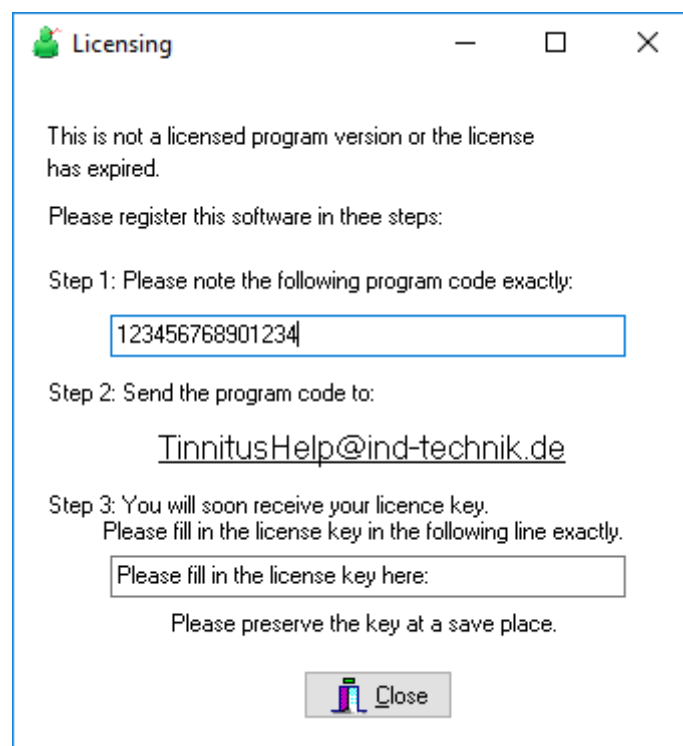 Licensing
This is not a licensed program version or the license
has expired.
Please register this software in thee steps:
Step 1: Please note the following program code exactly:
123456768901234
Step 2: Send the program code to:
TinnitusHelp@ind-technik.de
Step 3: You will soon receive your licence key.
Please fill in the license key in the following line exactly.
Please fill in the license key here:
Please preserve the key at a save place.
Close